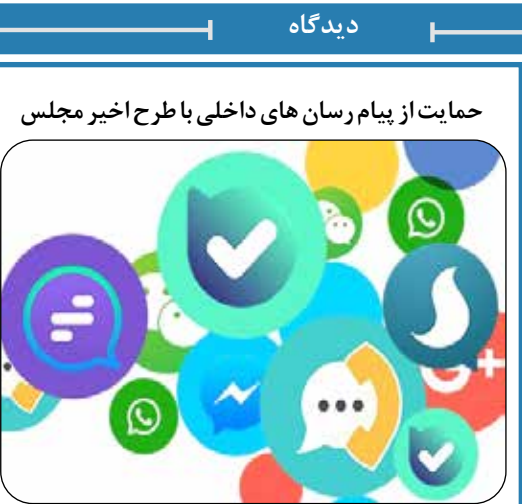 دیدگاه
حمایت از پیام رسان های داخلی با طرح اخیر مجلس